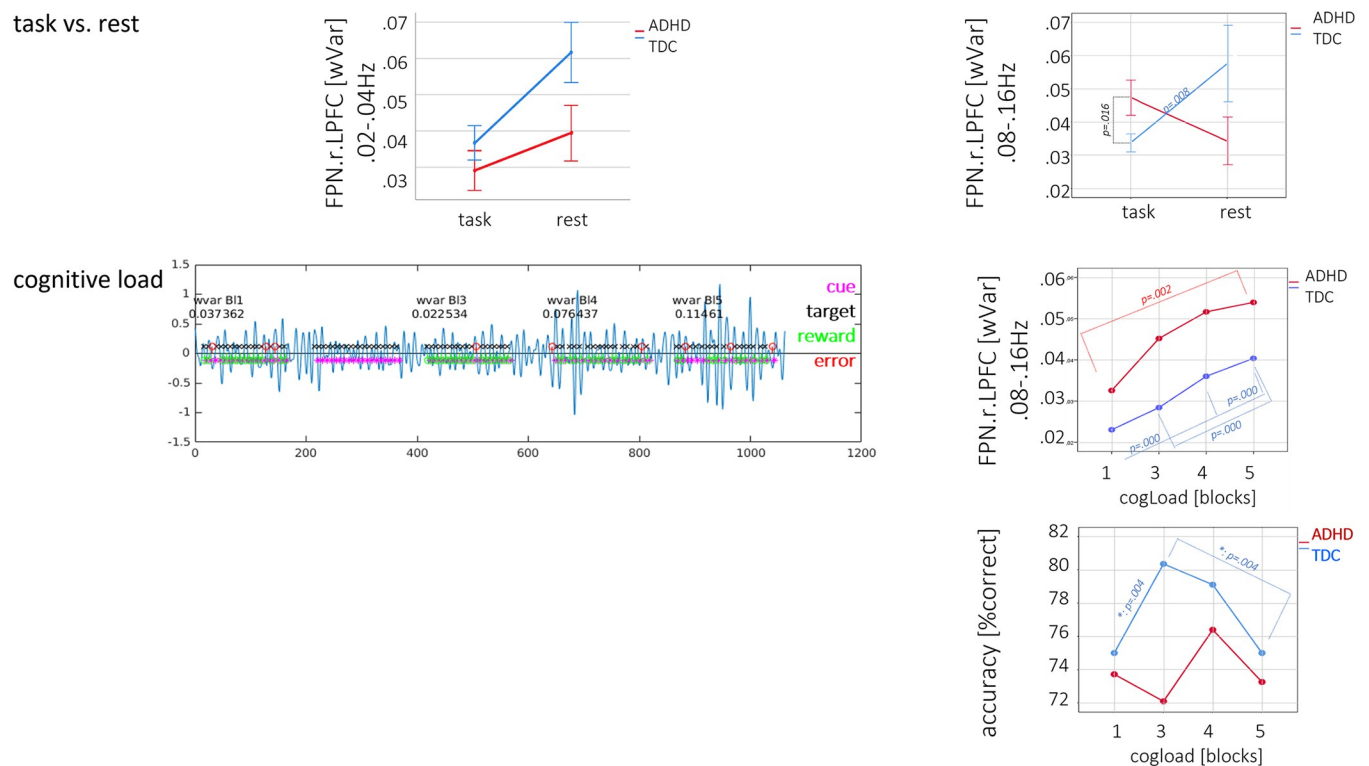 task vs. rest
FPN.r.LPFC [wVar]
.02-.04Hz
.07
.06
.05
.04
.03
task
rest
ADHD
TDC
FPN.r.LPFC [wVar]
.08-.16Hz
.07
.06
.05
.04
.03
.02
p=.016
p=.008
task
rest
ADHD
TDC
cognitive load
1.5
1
0.5
0
-0.5
-1
-1.5
wvar Bl1
0.037362
wvar Bl3
0.022534
wvar Bl4
0.076437
wvar Bl5
0.11461
cue
target
reward
error
0
200
400
600
800
1000
1200
FPN.r.LPFC [wVar]
.08-.16Hz
.06
.05
.04
.03
.02
.06
.05
.04
.03
.02
p=.002
p=.000
p=.000
p=.000
1
3
4
5
cogLoad [blocks]
ADHD
TDC
accuracy [%correct]
82
80
78
76
74
72
*: p=.004
*: p=.004
1
3
4
5
cogload [blocks]
ADHD
TDC